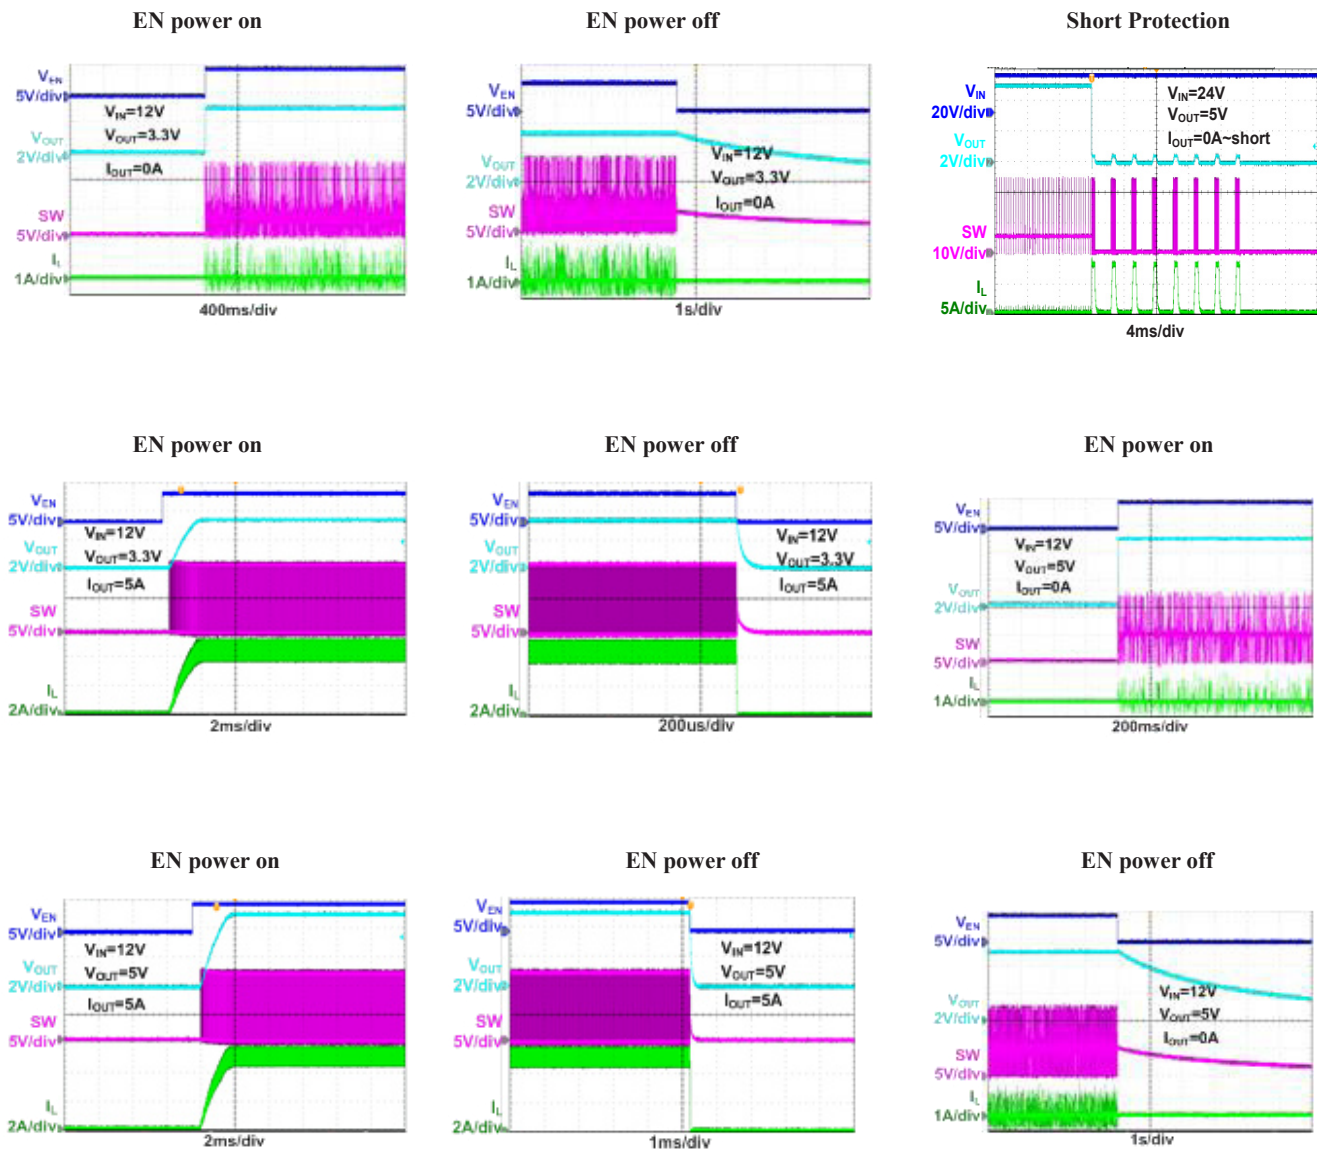 EN power on
EN power off
Short Protection
VEN
5V/div
VIN=12V
VOUT=3.3V
IOUT=0A
VOUT
2V/div
SW
5V/div
IL
1A/div
400ms/div
VEN
5V/div
VOUT
2V/div
VIN=12V
VOUT=3.3V
IOUT=0A
SW
5V/div
IL
1A/div
1s/div
VIN
20V/div
VIN=24V
VOUT=5V
IOUT=0A~short
VOUT
2V/div
SW
10V/div
IL
5A/div
4ms/div
EN power on
EN power off
EN power on
VEN
5V/div
VIN=12V
VOUT=3.3V
IOUT=5A
VOUT
2V/div
SW
5V/div
IL
2A/div
2ms/div
VEN
5V/div
VIN=12V
VOUT=3.3V
IOUT=5A
VOUT
2V/div
SW
5V/div
IL
2A/div
200us/div
VEN
5V/div
VIN=12V
VOUT=5V
IOUT=0A
VOUT
2V/div
SW
5V/div
IL
1A/div
200ms/div
EN power on
EN power off
EN power off
VEN
5V/div
VIN=12V
VOUT=5V
IOUT=5A
VOUT
2V/div
SW
5V/div
IL
2A/div
2ms/div
VEN
5V/div
VIN=12V
VOUT=5V
IOUT=5A
VOUT
2V/div
SW
5V/div
IL
2A/div
1ms/div
VEN
5V/div
VIN=12V
VOUT=5V
IOUT=0A
VOUT
2V/div
SW
5V/div
IL
1A/div
1s/div